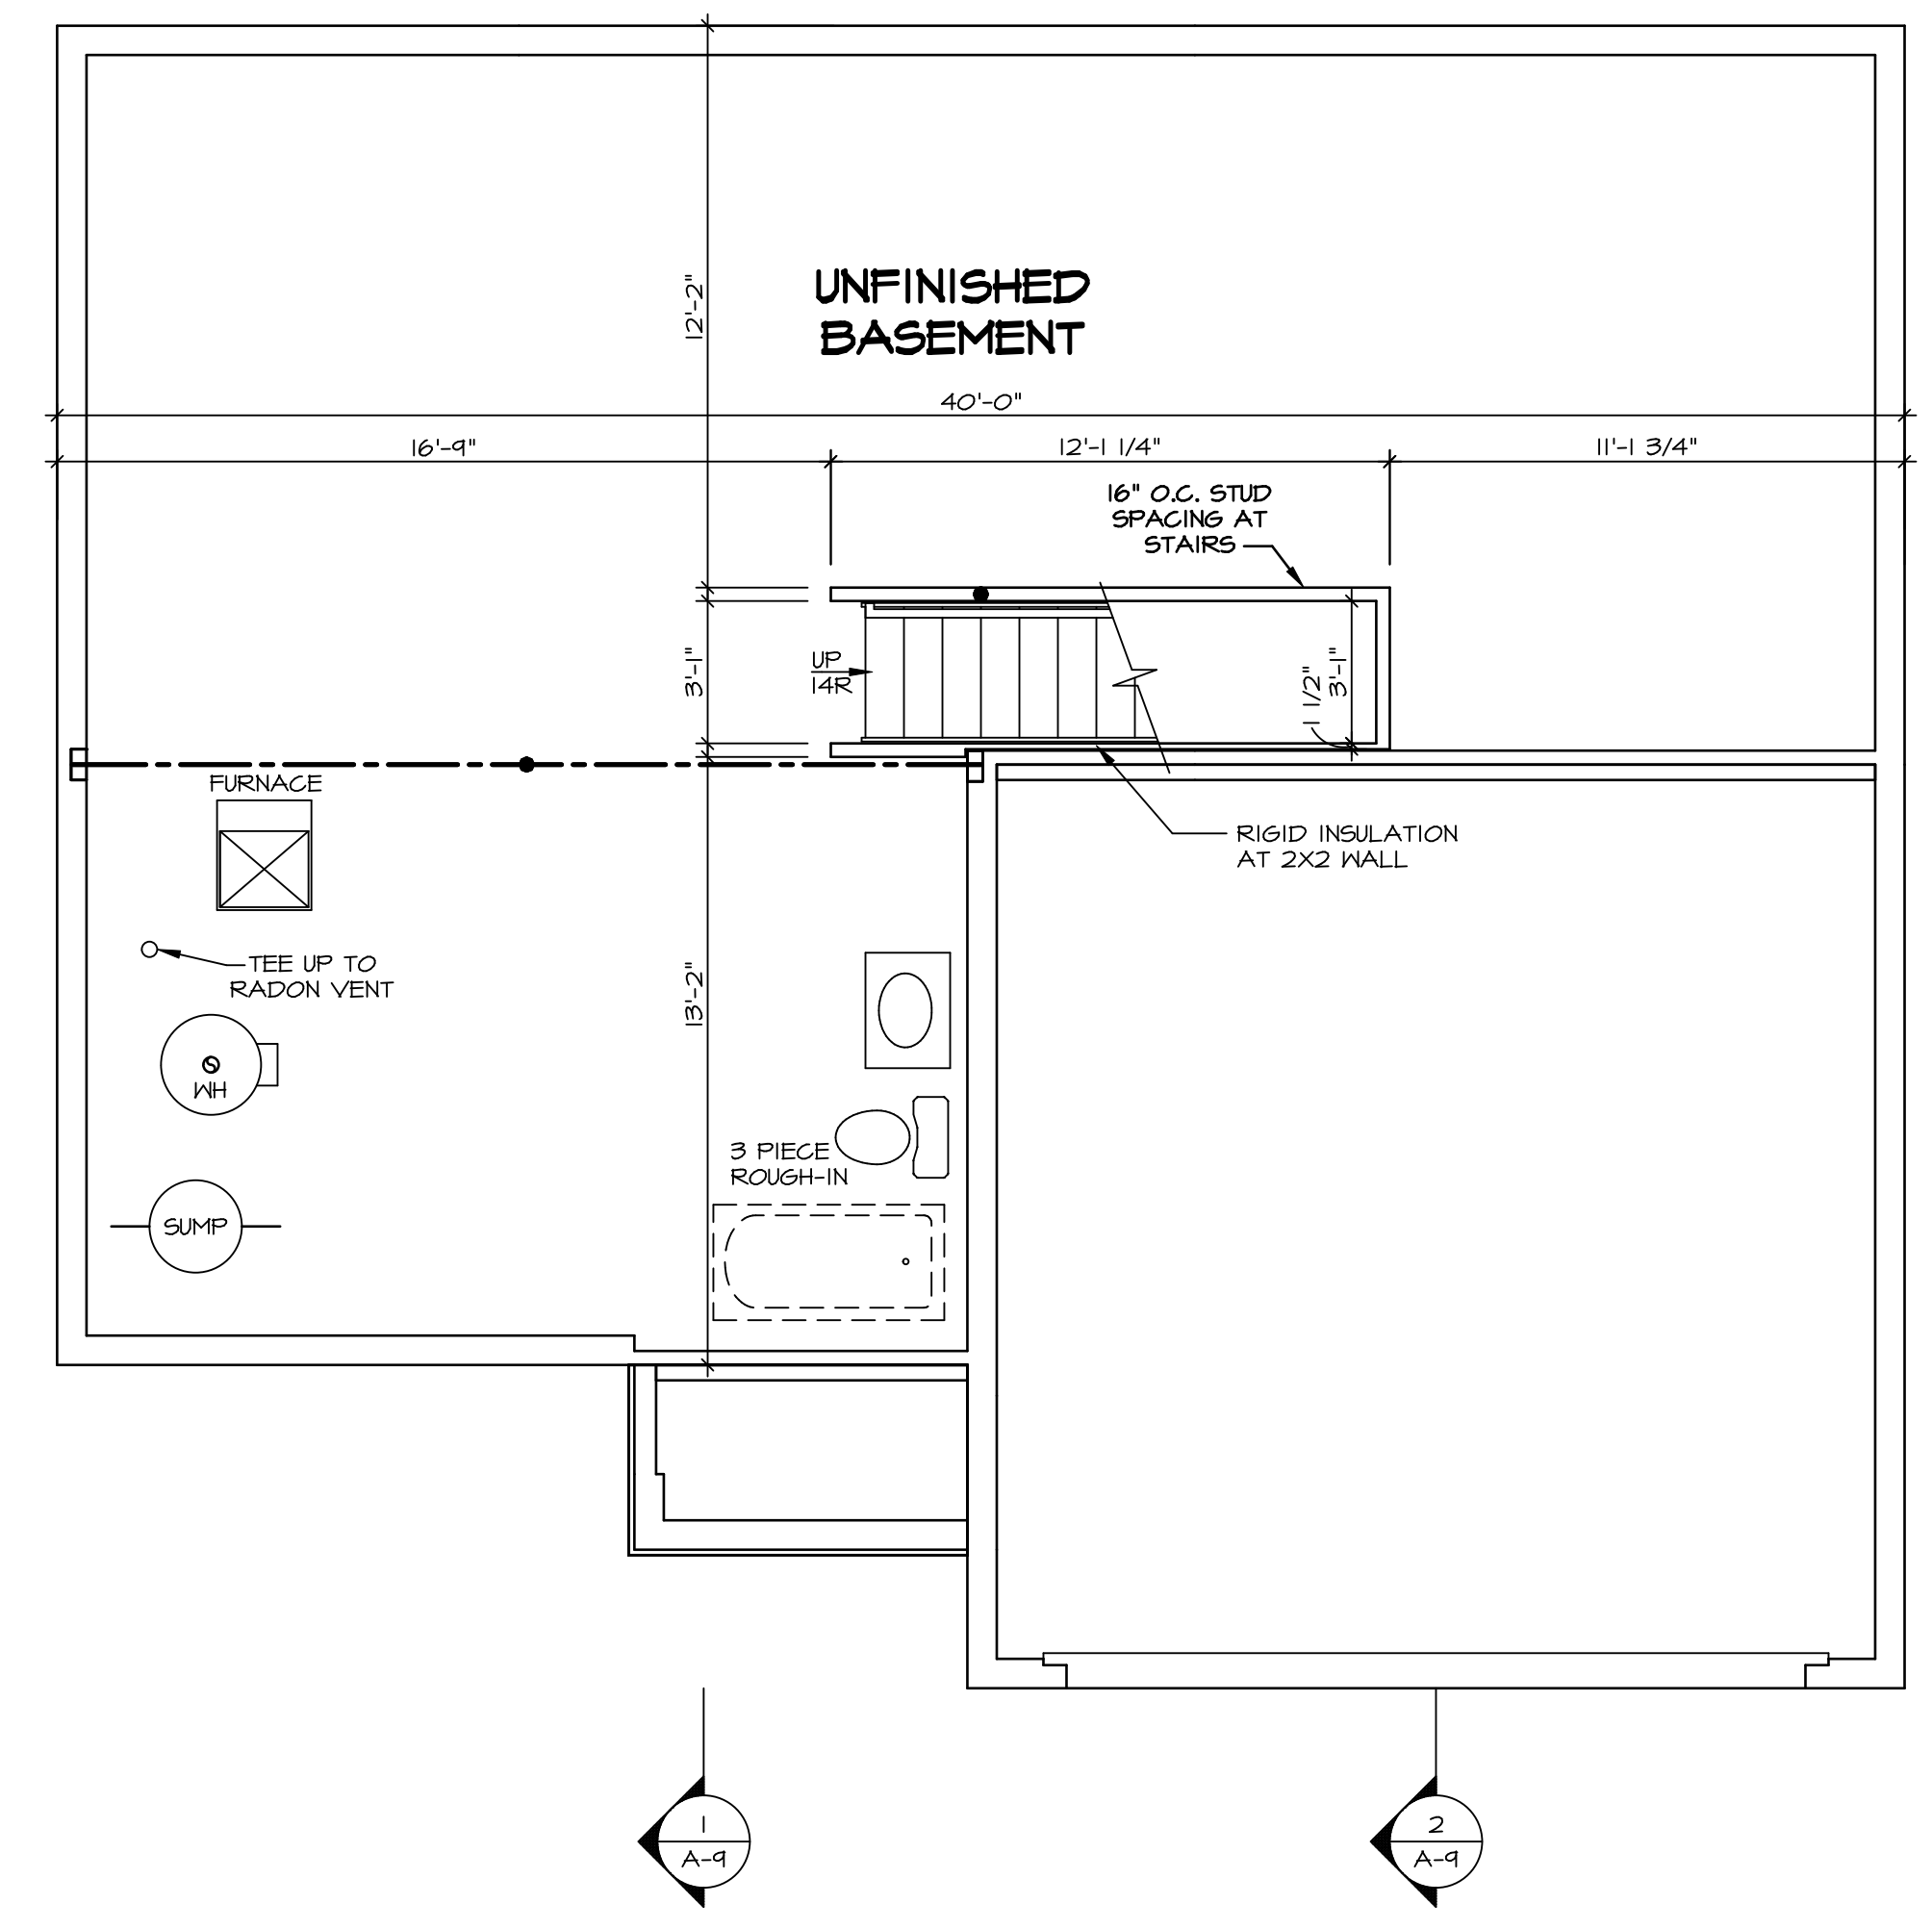 UNFINISHED
BASEMENT
12'-2"
40'-0"
16'-9"
12'-1 1/4"
11'-1 3/4"
16" O.C. STUD
SPACING AT
STAIRS
UP
14R
3'-1"
1 1/2"
3'-1"
FURNACE
RIGID INSULATION
AT 2X2 WALL
TEE UP TO
RADON VENT
13'-2"
WH
3 PIECE
ROUGH-IN
SUMP
1
A-9
2
A-9